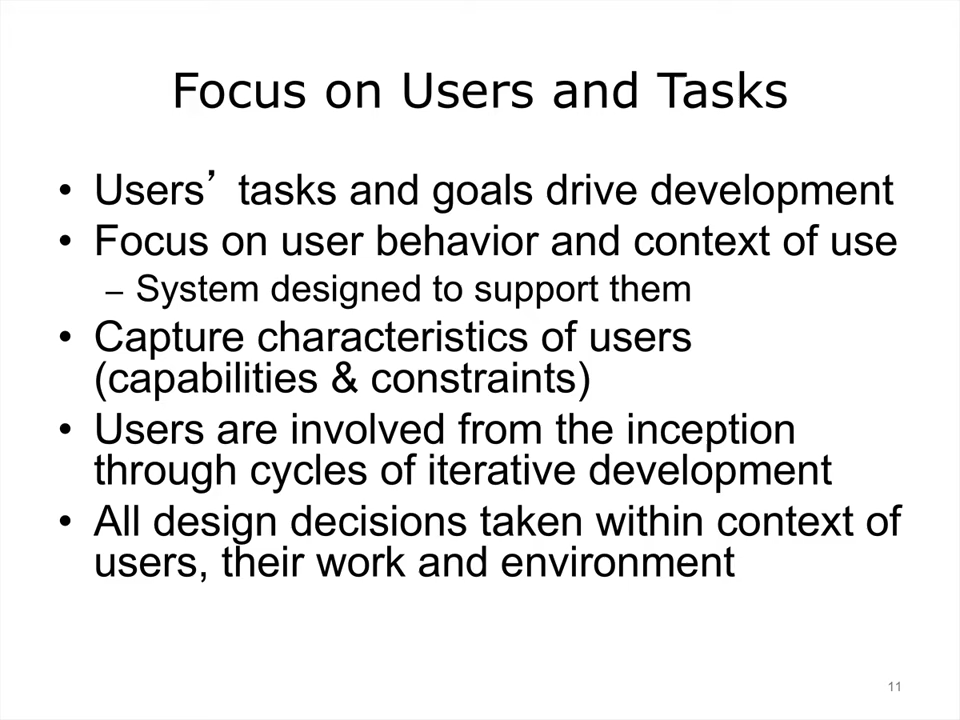 Focus on Users and Tasks
• Users’ tasks and goals drive development
• Focus on user behavior and context of use
– System designed to support them
• Capture characteristics of users
(capabilities & constraints)
• Users are involved from the inception
through cycles of iterative development
• All design decisions taken within context of
users, their work and environment
11